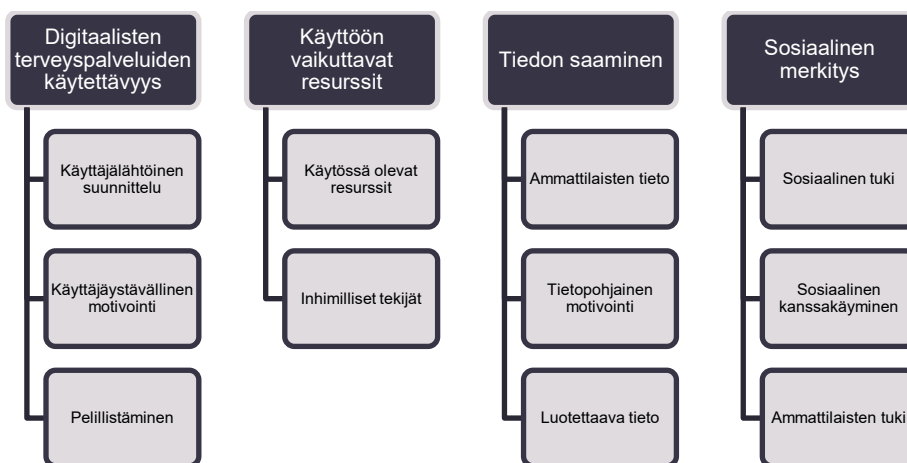 Digitaalisten
terveyspalveluiden
käytettävyys
Käyttäjälähtöinen
suunnittelu
Käyttäjäystävällinen
motivointi
Pelillistäminen
Käyttöön
vaikuttavat
resurssit
Käytössä olevat
resurssit
Inhimilliset tekijät
Tiedon saaminen
Ammattilaisten tieto
Tietopohjainen
motivointi
Luotettaava tieto
Sosiaalinen
merkitys
Sosiaalinen tuki
Sosiaalinen
kanssakäyminen
Ammattilaisten tuki